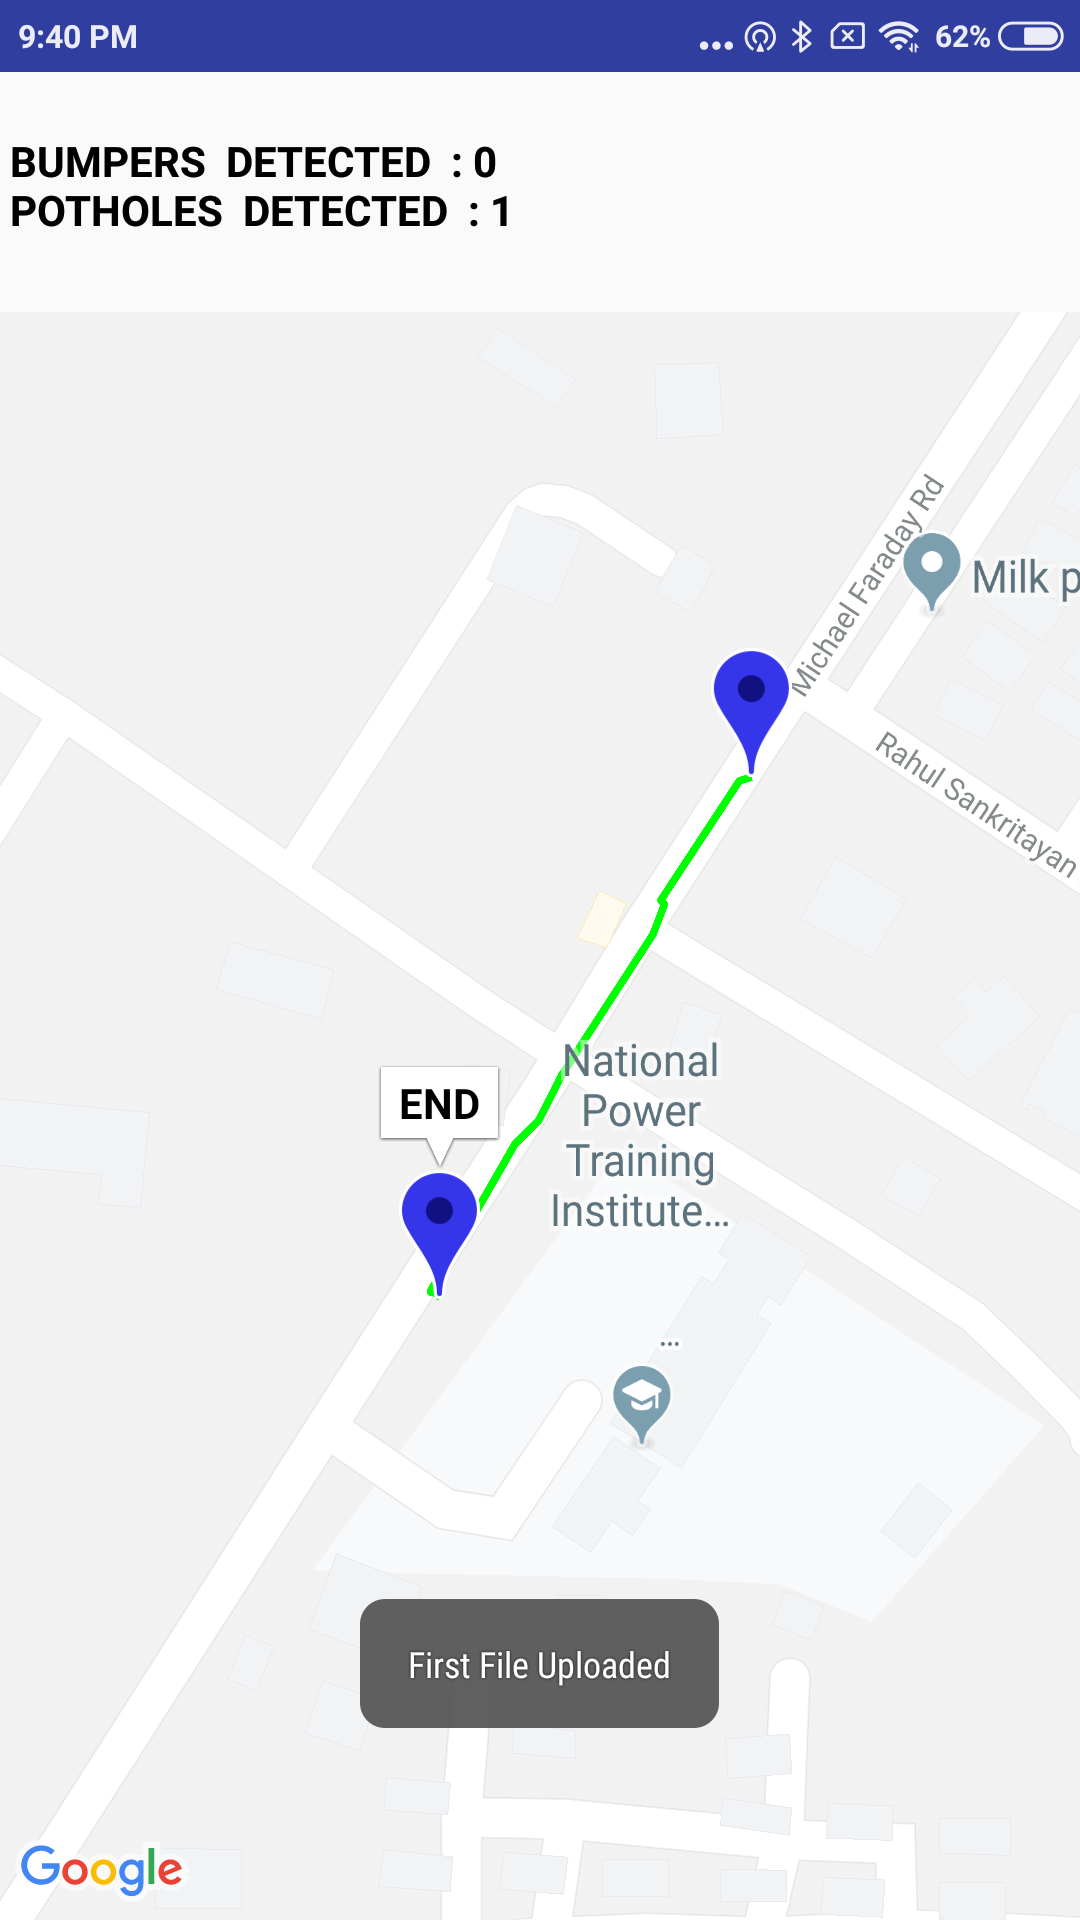 9:40 PM
62%
BUMPERS DETECTED : 0
POTHOLES DETECTED : 1
Michael Faraday Rd
Milk p
Rahul Sankritayan
National
Power
Training
Institute...
END
...
First File Uploaded
Google